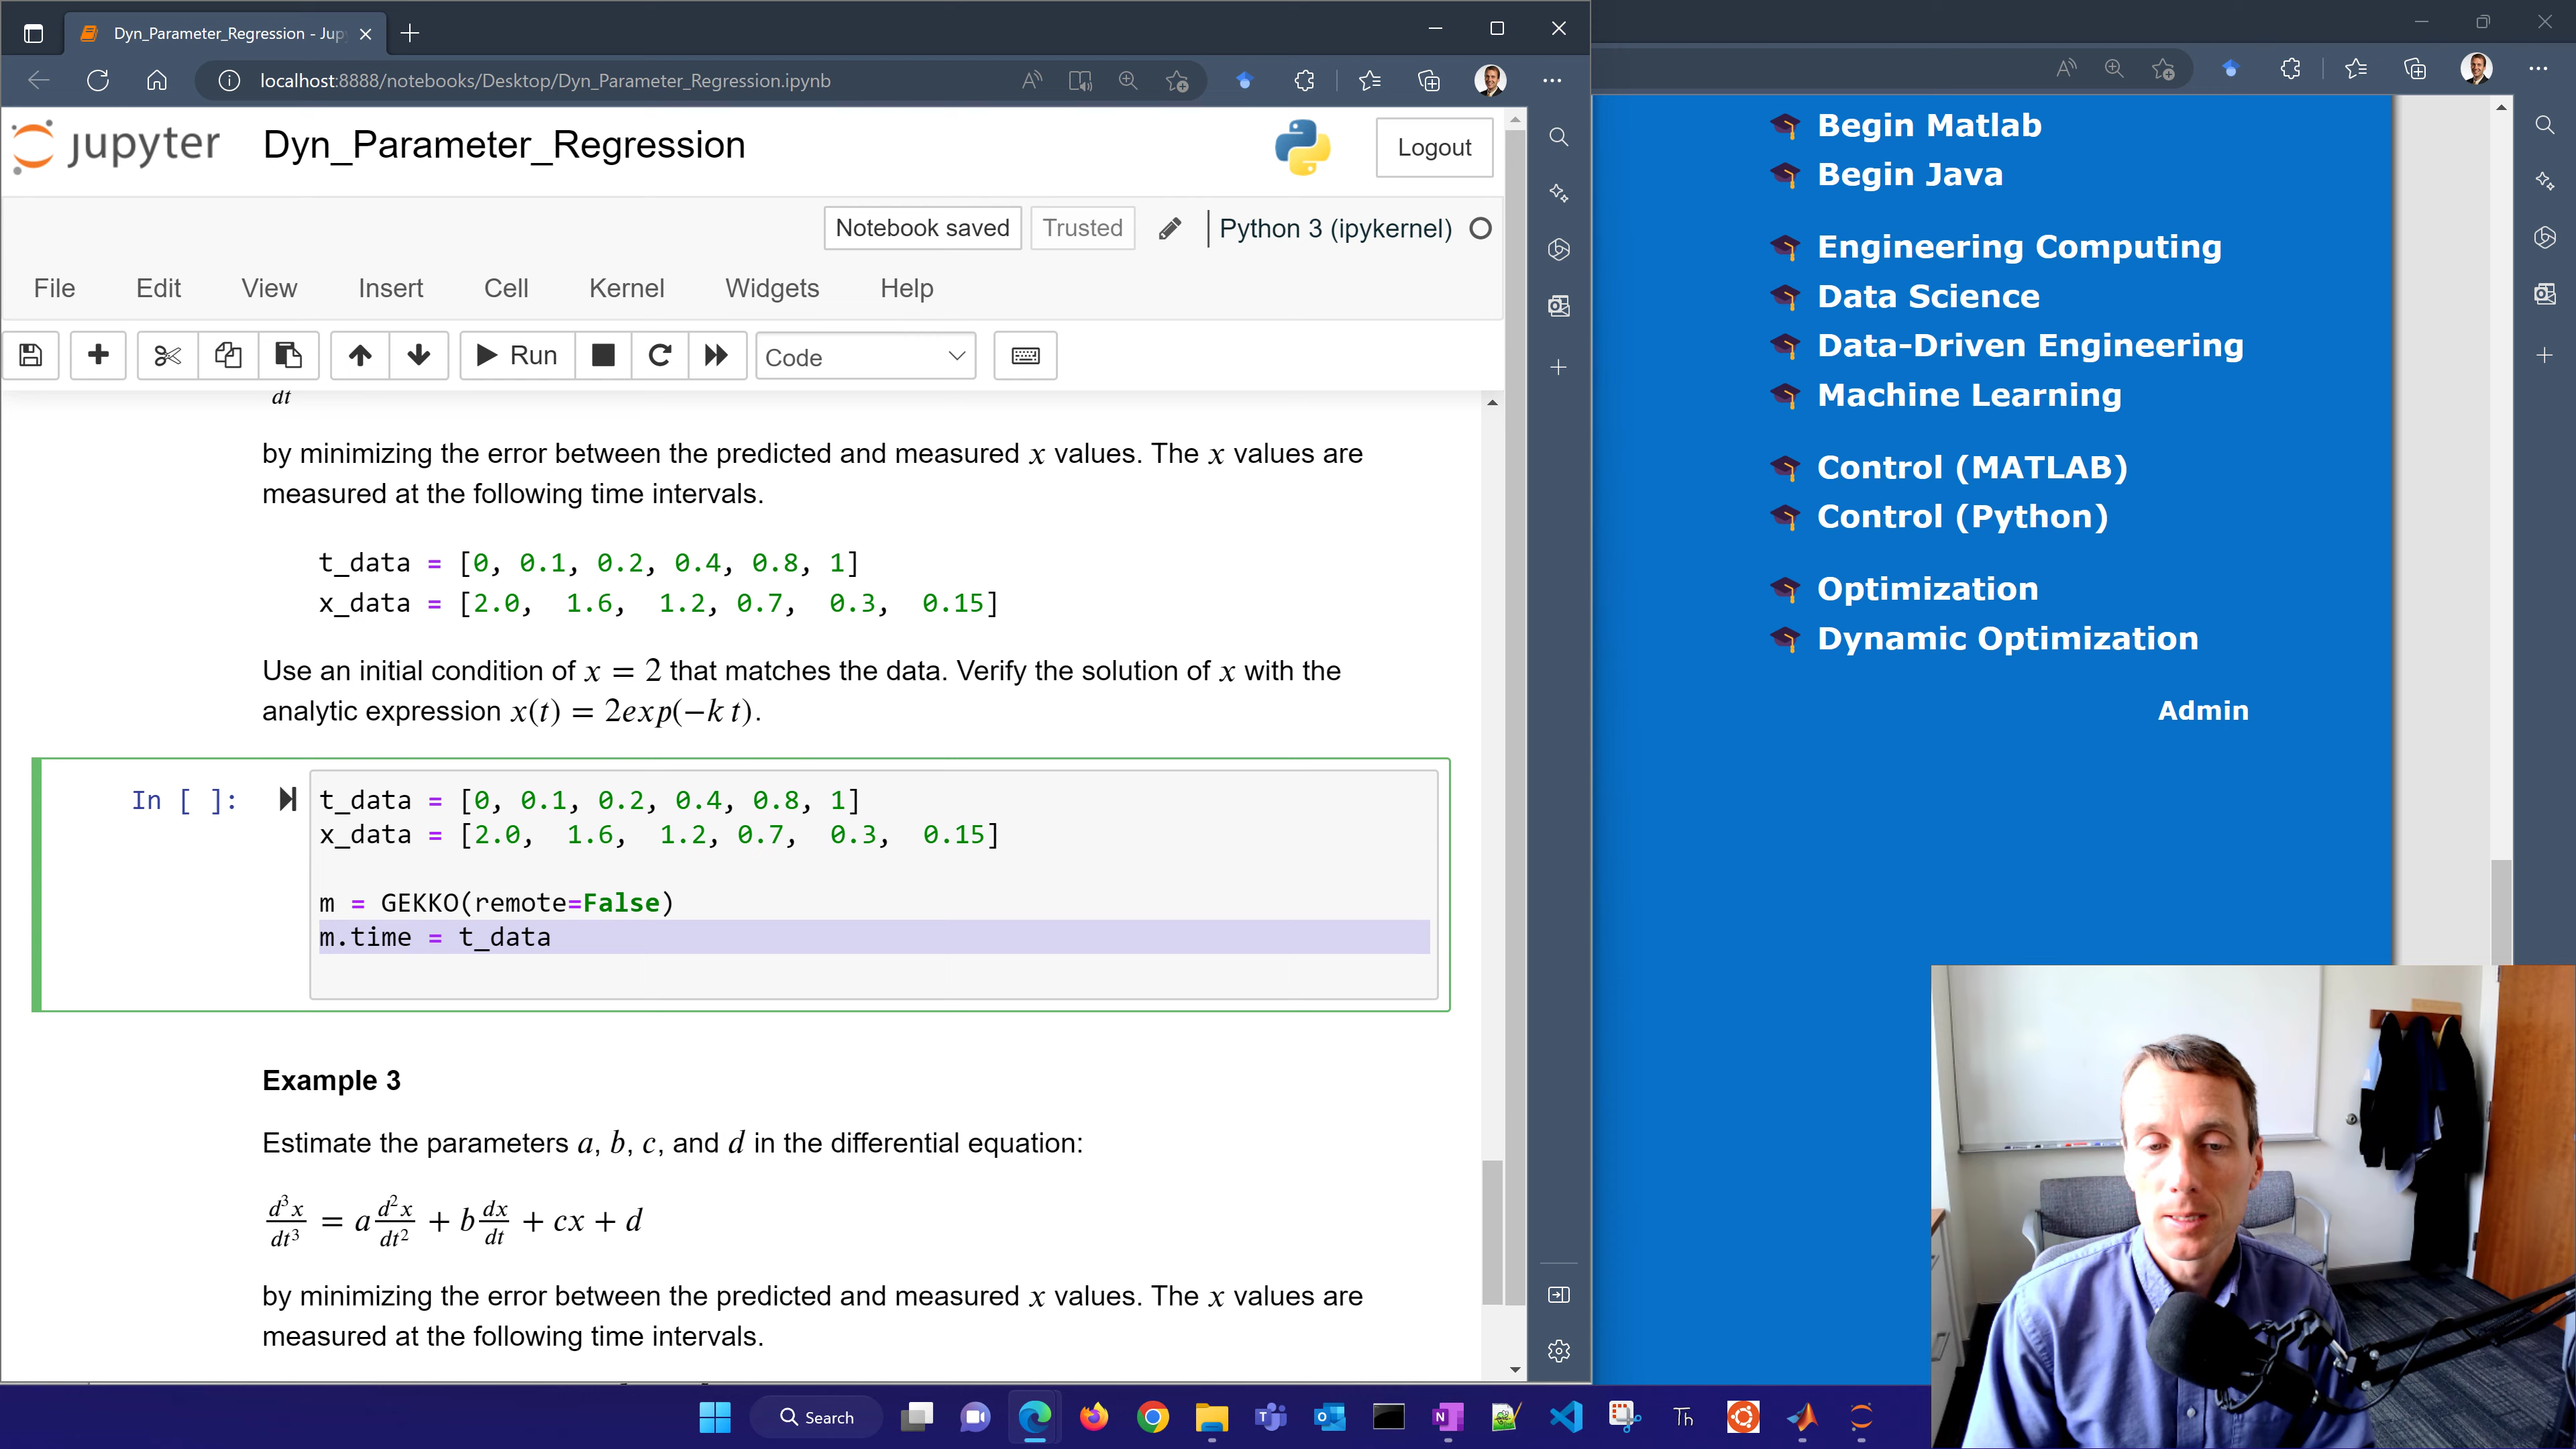 Dyn_Parameter_Regression - Jup
localhost:8888/notebooks/Desktop/Dyn_Parameter_Regression.ipynb
jupyter Dyn_Parameter_Regression
Logout
Notebook saved Trusted Python 3 (ipykernel)
File Edit View Insert Cell Kernel Widgets Help
Run Code
dt
by minimizing the error between the predicted and measured x values. The x values are
measured at the following time intervals.
t_data = [0, 0.1, 0.2, 0.4, 0.8, 1]
x_data = [2.0, 1.6, 1.2, 0.7, 0.3, 0.15]
Use an initial condition of x = 2 that matches the data. Verify the solution of x with the
analytic expression x(t) = 2exp(−k t).
In [ ]: t_data = [0, 0.1, 0.2, 0.4, 0.8, 1]
x_data = [2.0, 1.6, 1.2, 0.7, 0.3, 0.15]
m = GEKKO(remote=False)
m.time = t_data
Example 3
Estimate the parameters a, b, c, and d in the differential equation:
d³x/dt³ = a d²x/dt² + b dx/dt + cx + d
by minimizing the error between the predicted and measured x values. The x values are
measured at the following time intervals.
Begin Matlab
Begin Java
Engineering Computing
Data Science
Data-Driven Engineering
Machine Learning
Control (MATLAB)
Control (Python)
Optimization
Dynamic Optimization
Admin
Search
Th